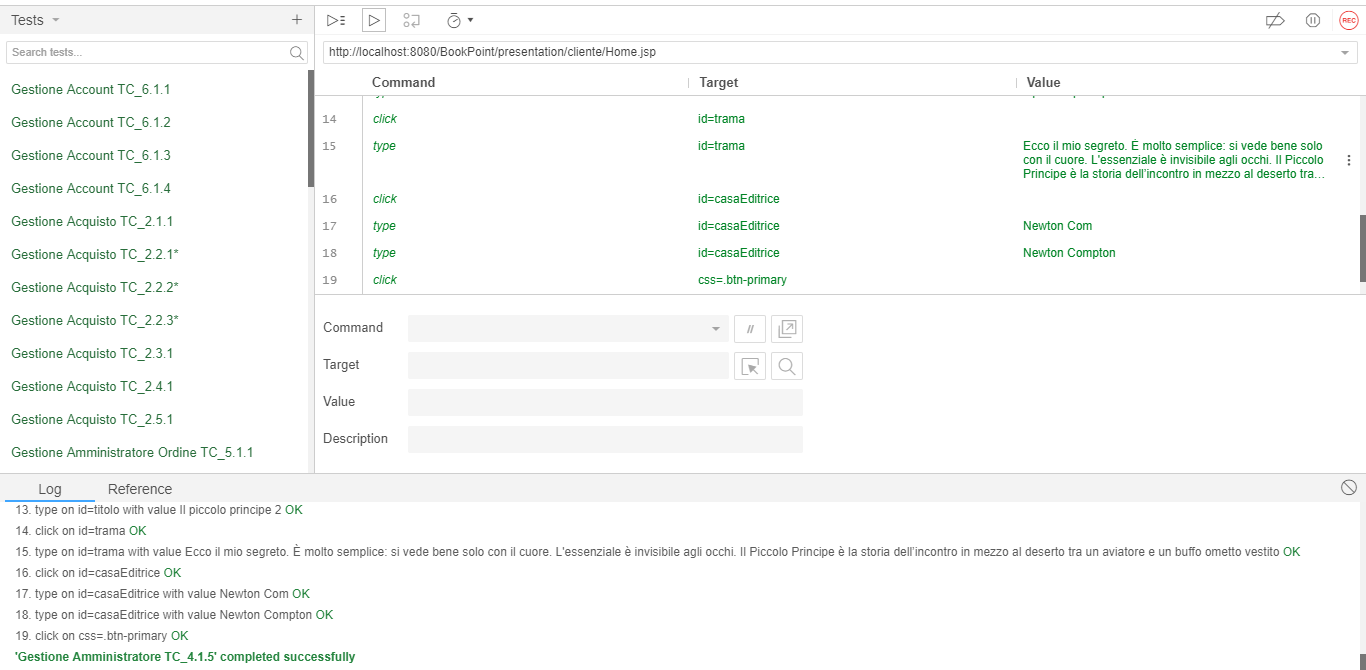 Tests
Search tests...
Gestione Account TC_6.1.1
Gestione Account TC_6.1.2
Gestione Account TC_6.1.3
Gestione Account TC_6.1.4
Gestione Acquisto TC_2.1.1
Gestione Acquisto TC_2.2.1*
Gestione Acquisto TC_2.2.2*
Gestione Acquisto TC_2.2.3*
Gestione Acquisto TC_2.3.1
Gestione Acquisto TC_2.4.1
Gestione Acquisto TC_2.5.1
Gestione Amministratore Ordine TC_5.1.1
REC
http://localhost:8080/BookPoint/presentation/cliente/Home.jsp
Command Target Value
14 click id=trama
15 type id=trama Ecco il mio segreto. È molto semplice: si vede bene solo
con il cuore. L'essenziale è invisibile agli occhi. Il Piccolo
Principe è la storia dell'incontro in mezzo al deserto tra...
16 click id=casaEditrice
17 type id=casaEditrice Newton Com
18 type id=casaEditrice Newton Compton
19 click css=.btn-primary
Command //
Target
Value
Description
Log Reference
13. type on id=titolo with value Il piccolo principe 2 OK
14. click on id=trama OK
15. type on id=trama with value Ecco il mio segreto. È molto semplice: si vede bene solo con il cuore. L'essenziale è invisibile agli occhi. Il Piccolo Principe è la storia dell'incontro in mezzo al deserto tra un aviatore e un buffo ometto vestito OK
16. click on id=casaEditrice OK
17. type on id=casaEditrice with value Newton Com OK
18. type on id=casaEditrice with value Newton Compton OK
19. click on css=.btn-primary OK
'Gestione Amministratore TC_4.1.5' completed successfully